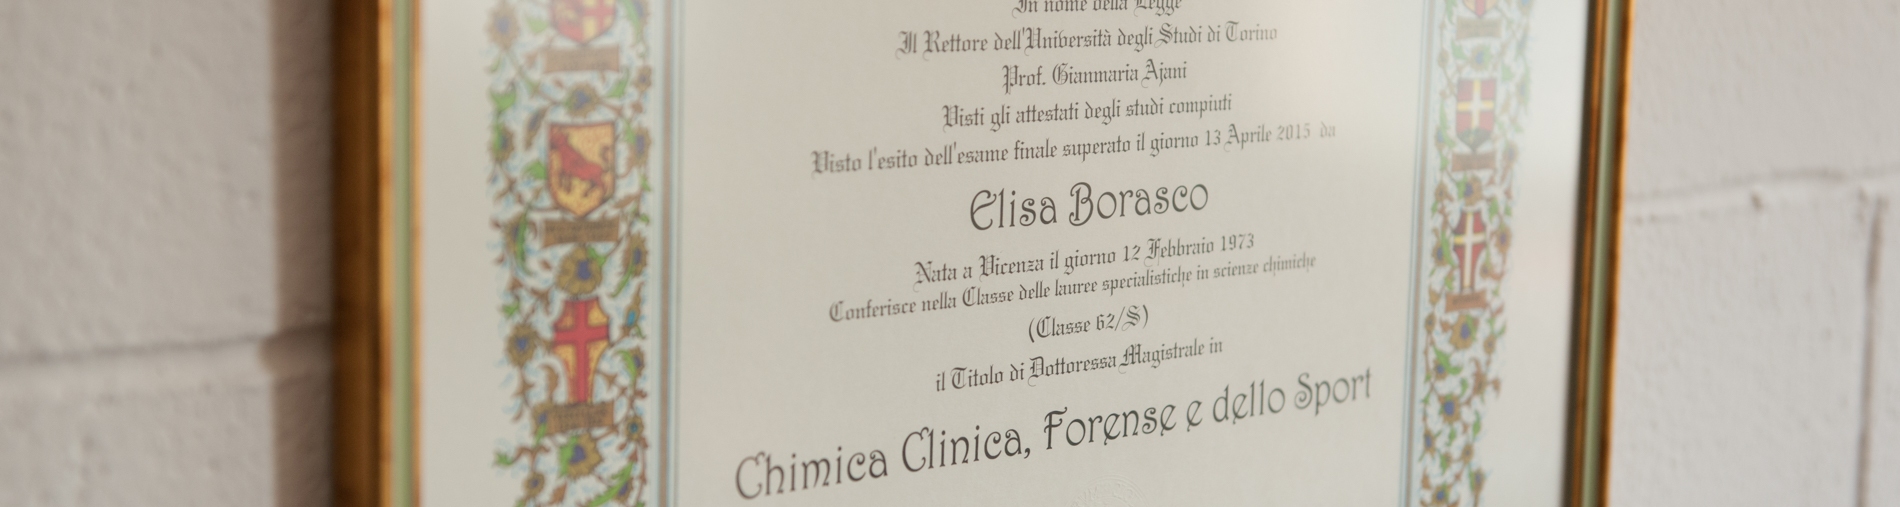 In nome della Legge
Il Rettore dell'Università degli Studi di Torino
Prof. Gianmaria Ajani
Visti gli attestati degli studi compiuti
Visto l'esito dell'esame finale superato il giorno 13 Aprile 2015 da
Elisa Borasco
Nata a Vicenza il giorno 12 Febbraio 1973
Conferisce nella Classe delle lauree specialistiche in scienze chimiche
(Classe 62/S)
il Titolo di Dottoressa Magistrale in
Chimica Clinica, Forense e dello Sport